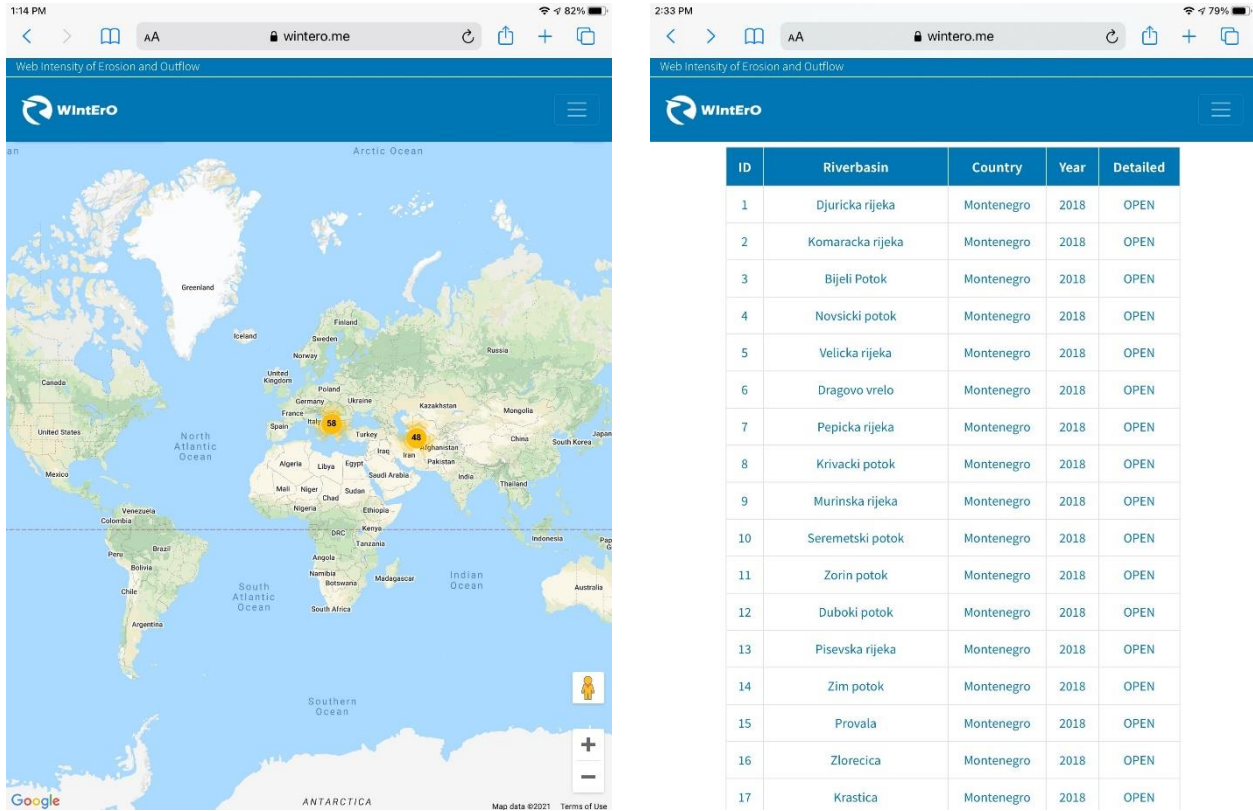 1:14 PM 82%
AA wintero.me
Web Intensity of Erosion and Outflow
WIntErO
an
Arctic Ocean
Greenland
Iceland
Finland
Sweden
Norway
Russia
United
Kingdom
Canada
Poland
Germany
Ukraine
Kazakhstan
Mongolia
France
Italy
58
Spain
Turkey
48
Afghanistan
China
South Korea
Japan
United States
North
Atlantic
Ocean
Iraq
Iran
Pakistan
Algeria
Libya
Egypt
Saudi Arabia
India
Mexico
Thailand
Mali
Niger
Sudan
Chad
Nigeria
Ethiopia
Venezuela
Colombia
DRC
Kenya
Indonesia
Pap
G
Tanzania
Peru
Brazil
Angola
Bolivia
Namibia
Botswana
Madagascar
Indian
Ocean
Australia
Chile
South
Atlantic
Ocean
South Africa
Argentina
Southern
Ocean
+
−
ANTARCTICA
Google
Map data ©2021 Terms of Use
2:33 PM 79%
AA wintero.me
Web Intensity of Erosion and Outflow
WIntErO
ID Riverbasin Country Year Detailed
1 Djuricka rijeka Montenegro 2018 OPEN
2 Komaracka rijeka Montenegro 2018 OPEN
3 Bijeli Potok Montenegro 2018 OPEN
4 Novsicki potok Montenegro 2018 OPEN
5 Velicka rijeka Montenegro 2018 OPEN
6 Dragovo vrelo Montenegro 2018 OPEN
7 Pepicka rijeka Montenegro 2018 OPEN
8 Krivacki potok Montenegro 2018 OPEN
9 Murinska rijeka Montenegro 2018 OPEN
10 Seremetski potok Montenegro 2018 OPEN
11 Zorin potok Montenegro 2018 OPEN
12 Duboki potok Montenegro 2018 OPEN
13 Pisevska rijeka Montenegro 2018 OPEN
14 Zim potok Montenegro 2018 OPEN
15 Provala Montenegro 2018 OPEN
16 Zlorecica Montenegro 2018 OPEN
17 Krastica Montenegro 2018 OPEN